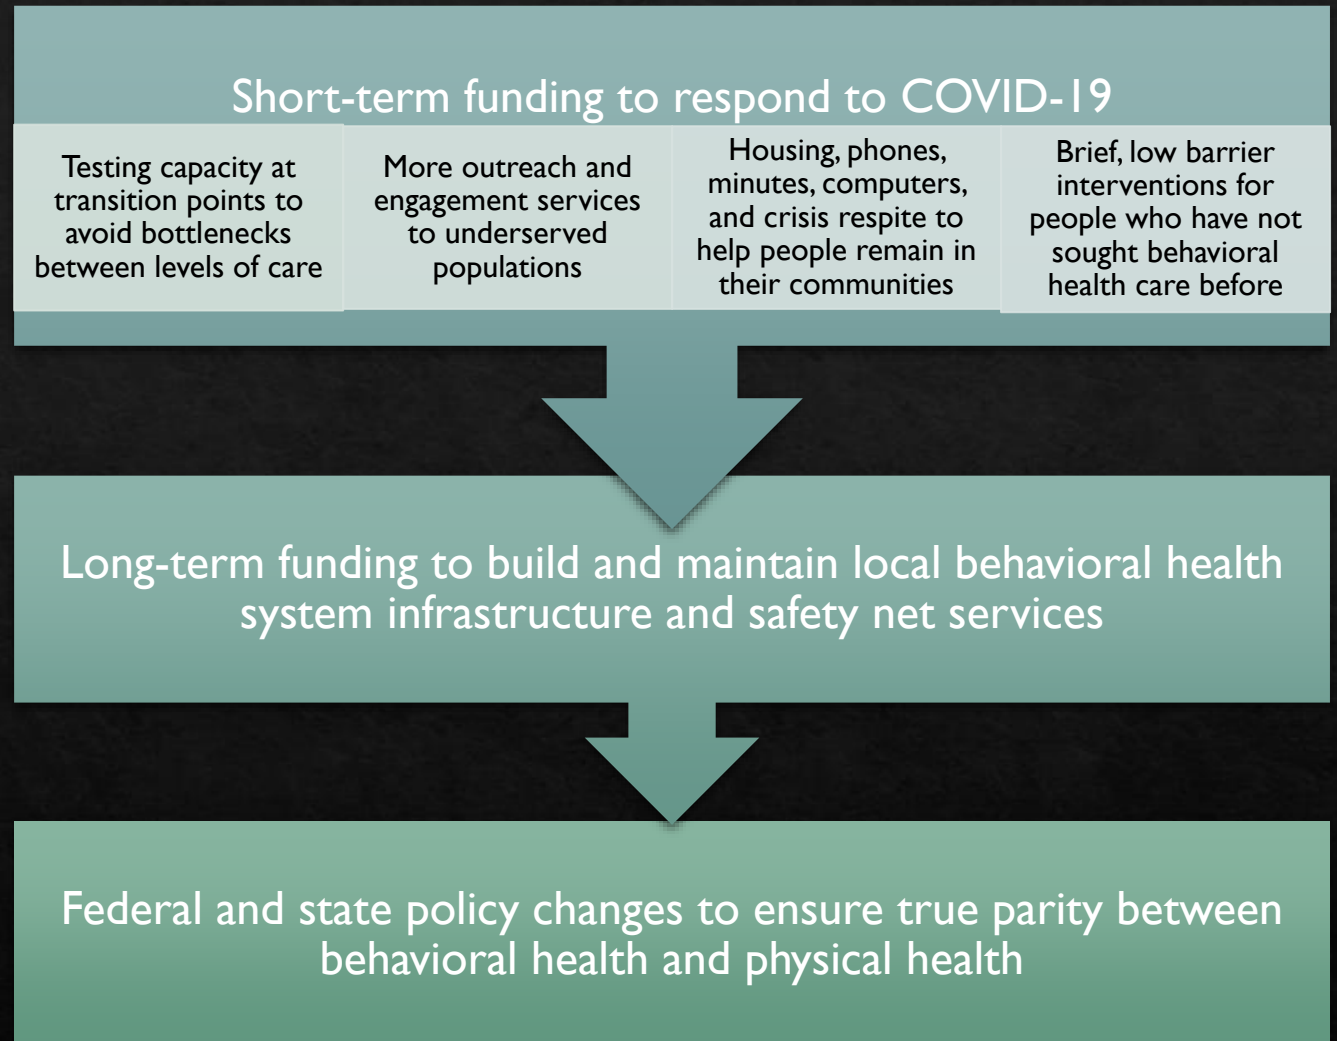 Short-term funding to respond to COVID-19
Testing capacity at
transition points to
avoid bottlenecks
between levels of care
More outreach and
engagement services
to underserved
populations
Housing, phones,
minutes, computers,
and crisis respite to
help people remain in
their communities
Brief, low barrier
interventions for
people who have not
sought behavioral
health care before
Long-term funding to build and maintain local behavioral health
system infrastructure and safety net services
Federal and state policy changes to ensure true parity between
behavioral health and physical health